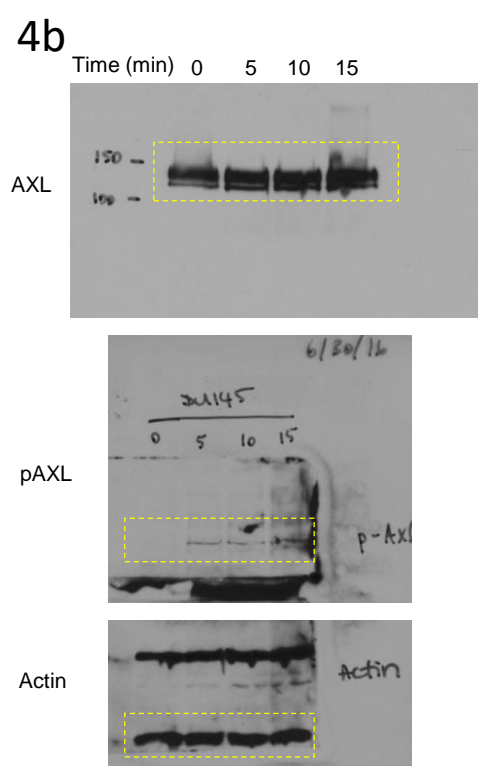 4b
Time (min) 0 5 10 15
AXL
150 -
100 -
6/30/16
DU145
0 5 10 15
pAXL
p-Axl
Actin
Actin